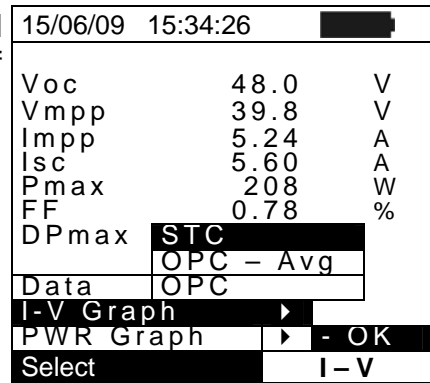 15/06/09 15:34:26
Voc 48.0 V
Vmpp 39.8 V
Impp 5.24 A
Isc 5.60 A
Pmax 208 W
FF 0.78 %
DPmax STC
OPC – Avg
Data OPC
I-V Graph
PWR Graph - OK
Select I – V